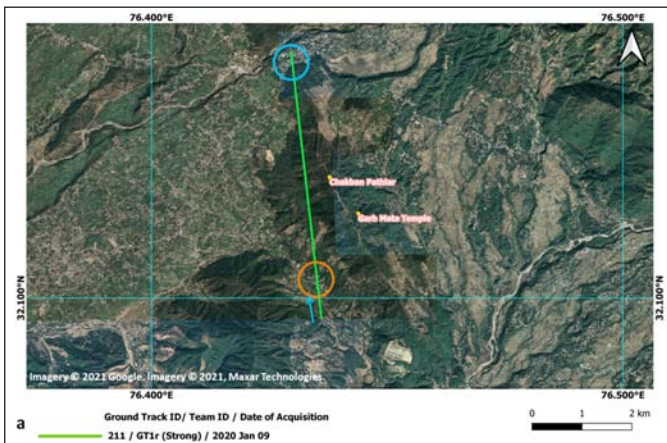 76.400°E
76.500°E
Chakban Pathiar
Garh Mata Temple
32.100°N
32.100°N
Imagery © 2021 Google, Imagery © 2021, Maxar Technologies.
76.400°E
76.500°E
a
Ground Track ID/ Team ID / Date of Acquisition
211 / GT1r (Strong) / 2020 Jan 09
0 1 2 km